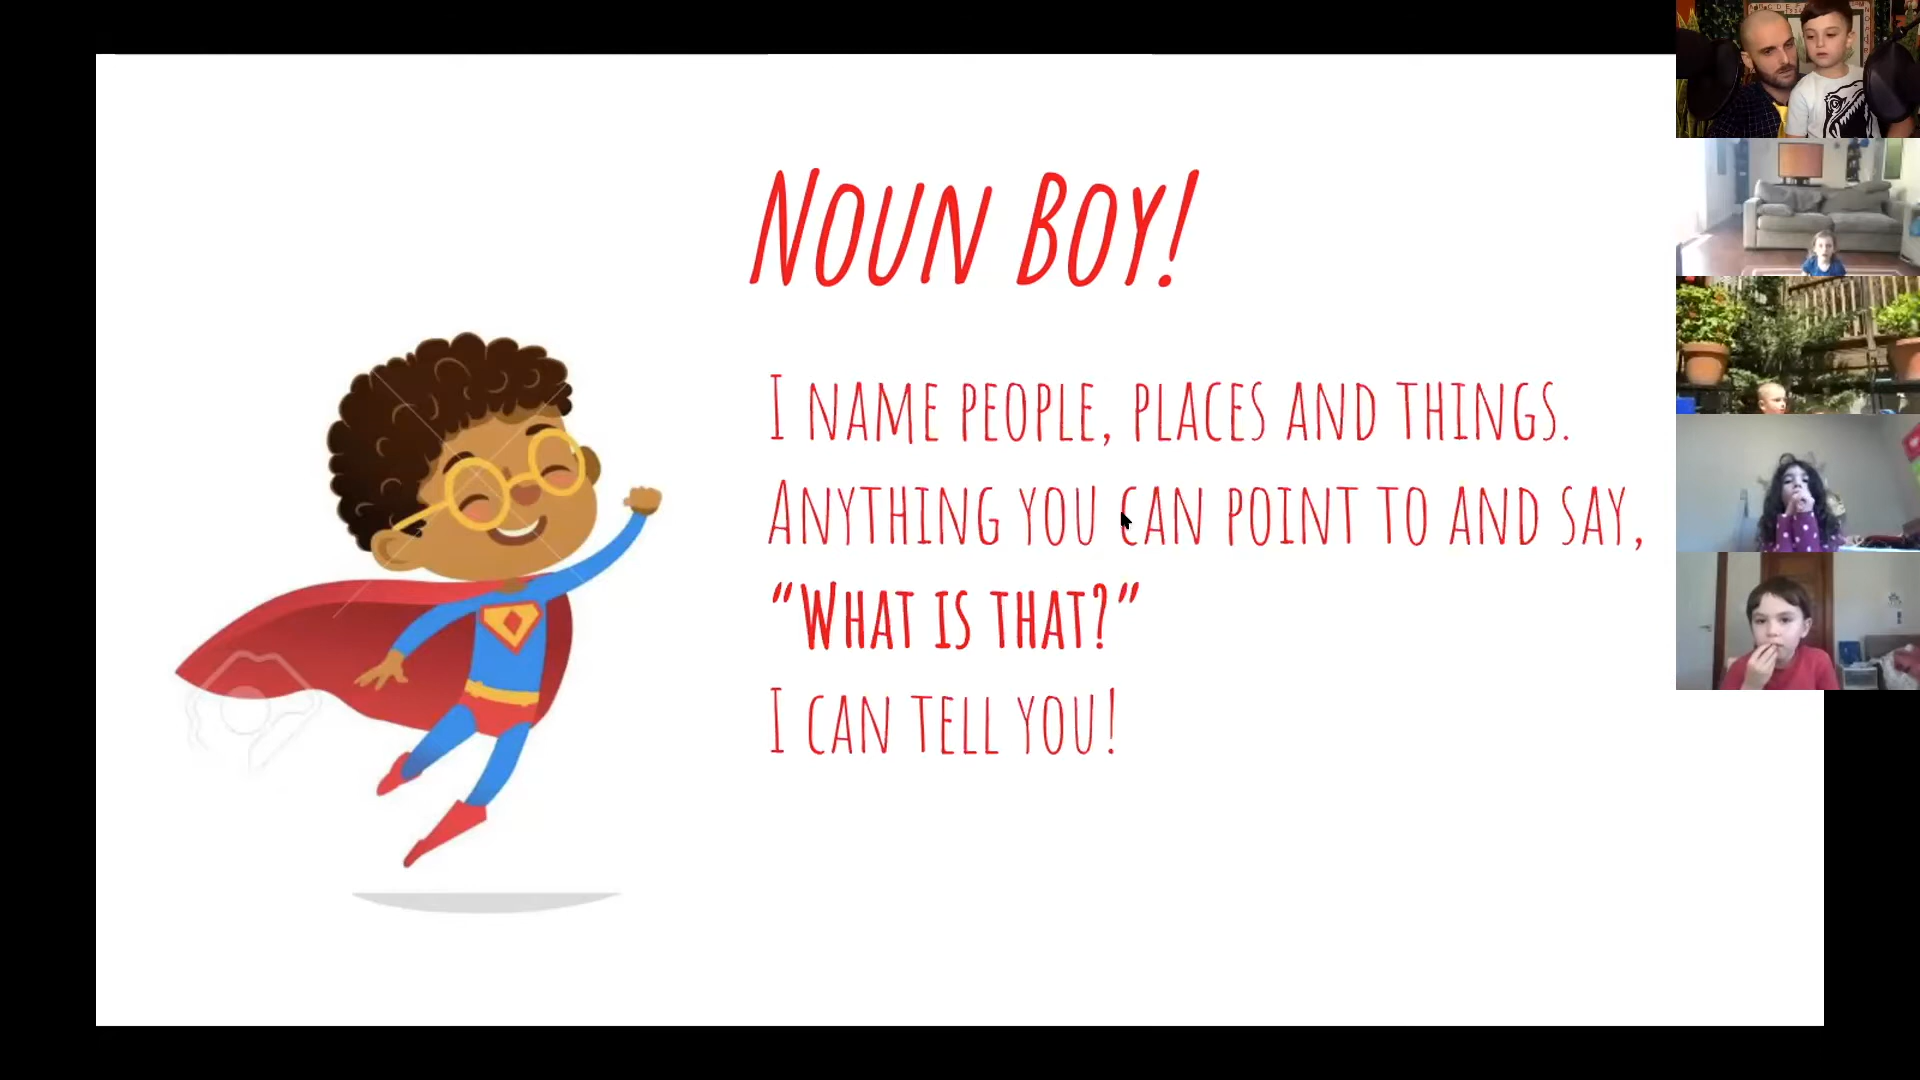 Noun Boy!
I name people, places and things.
Anything you can point to and say,
“What is that?”
I can tell you!